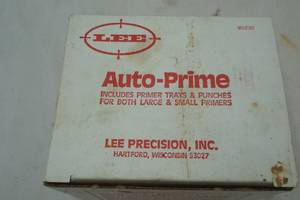 LEE
Auto-Prime
INCLUDES PRIMER TRAYS & PUNCHES
FOR BOTH LARGE & SMALL PRIMERS
LEE PRECISION, INC.
HARTFORD, WISCONSIN 53027